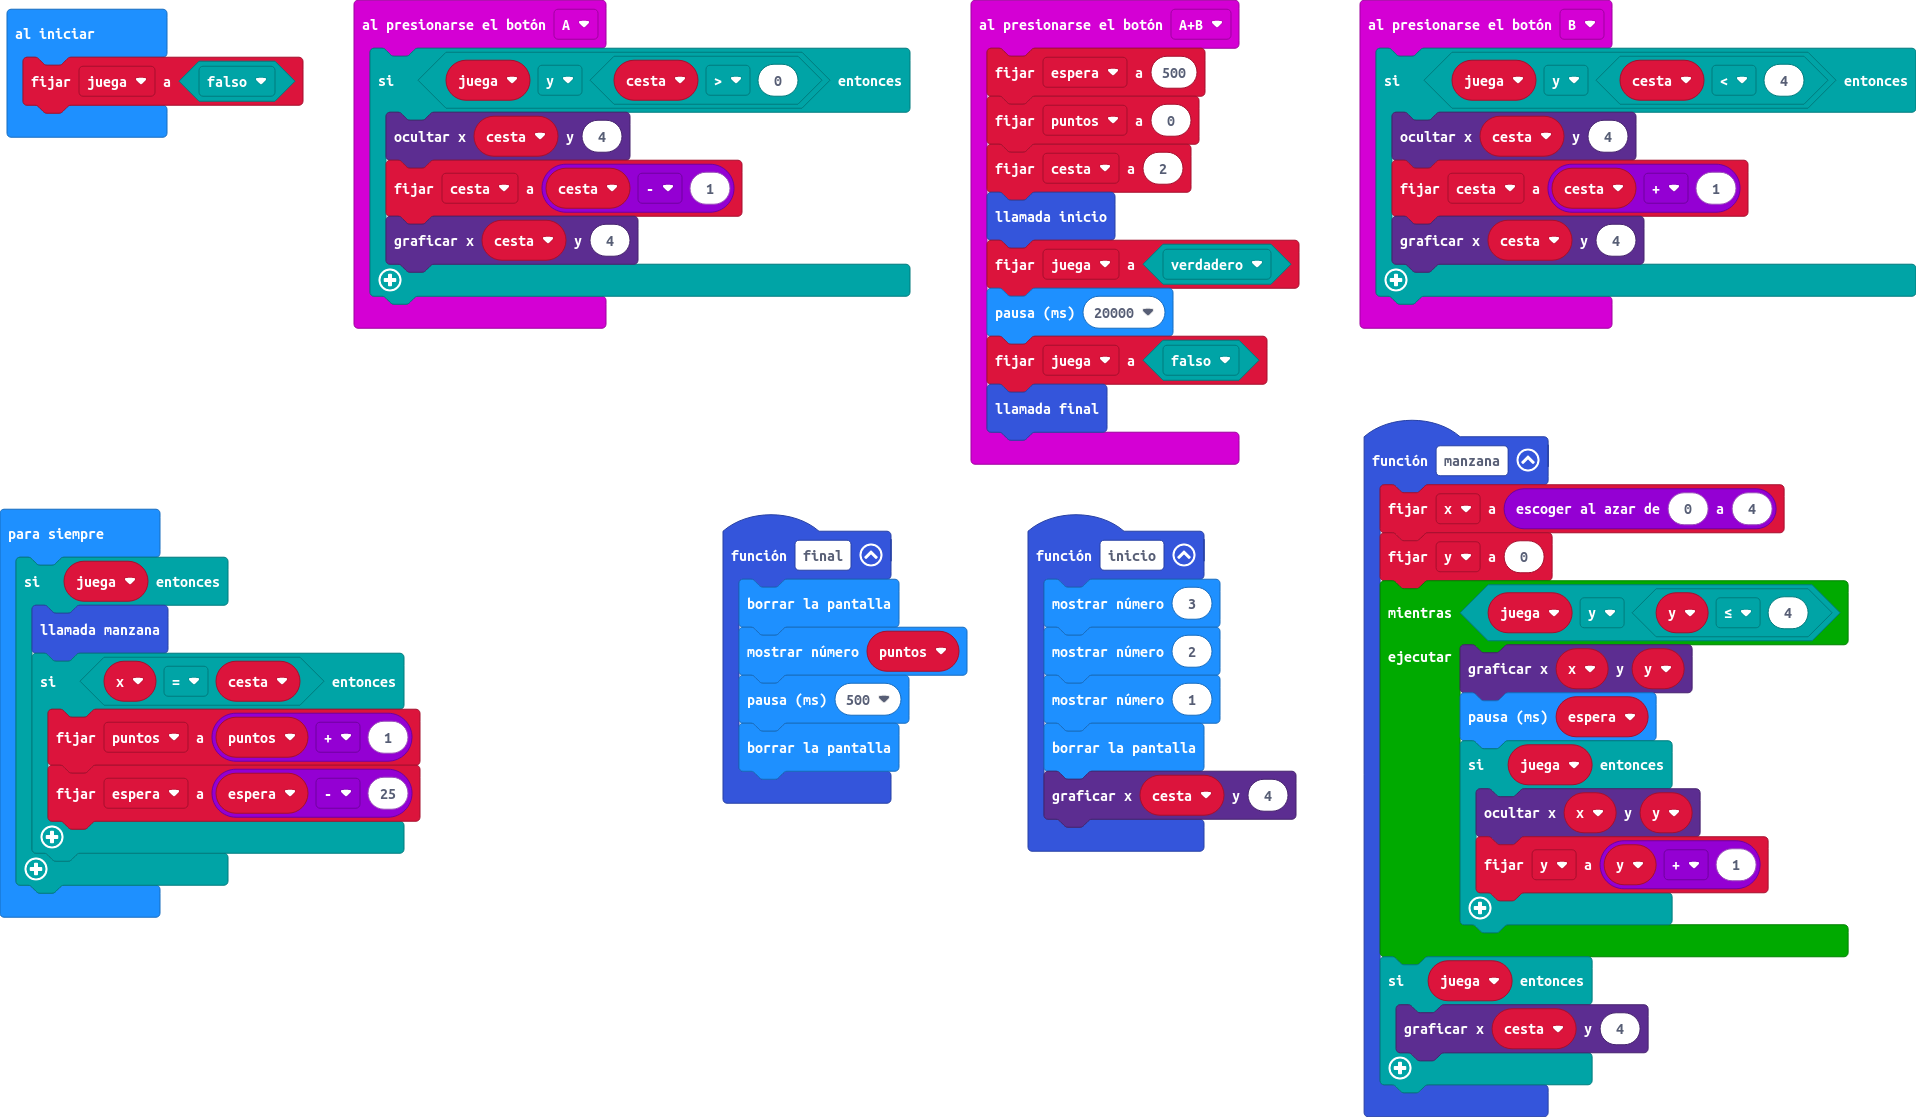 al iniciar
fijar juega a falso
al presionarse el botón A
si juega y cesta > 0 entonces
ocultar x cesta y 4
fijar cesta a cesta - 1
graficar x cesta y 4
al presionarse el botón A+B
fijar espera a 500
fijar puntos a 0
fijar cesta a 2
llamada inicio
fijar juega a verdadero
pausa (ms) 20000
fijar juega a falso
llamada final
al presionarse el botón B
si juega y cesta < 4 entonces
ocultar x cesta y 4
fijar cesta a cesta + 1
graficar x cesta y 4
para siempre
si juega entonces
llamada manzana
si x = cesta entonces
fijar puntos a puntos + 1
fijar espera a espera - 25
función final
borrar la pantalla
mostrar número puntos
pausa (ms) 500
borrar la pantalla
función inicio
mostrar número 3
mostrar número 2
mostrar número 1
borrar la pantalla
graficar x cesta y 4
función manzana
fijar x a escoger al azar de 0 a 4
fijar y a 0
mientras juega y y ≤ 4
ejecutar
graficar x x y y
pausa (ms) espera
si juega entonces
ocultar x x y y
fijar y a y + 1
si juega entonces
graficar x cesta y 4